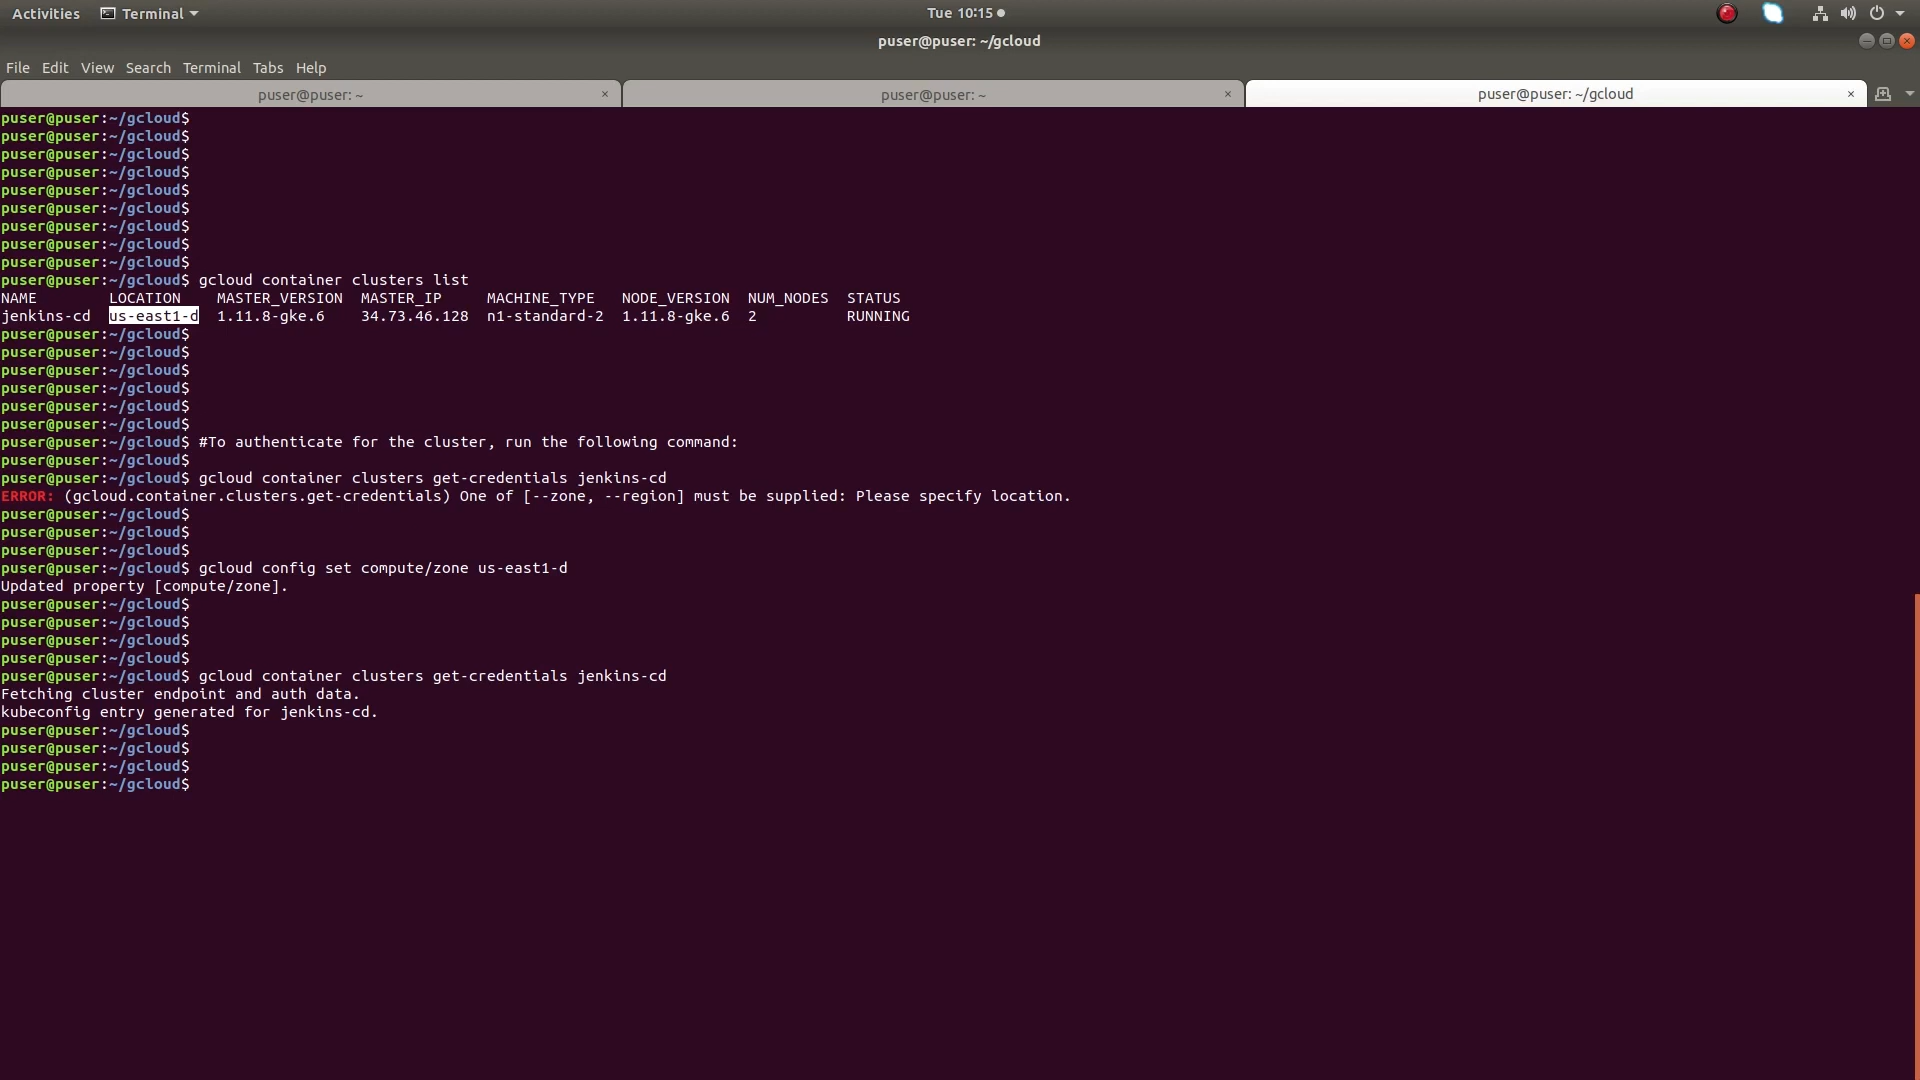 Activities Terminal Tue 10:15
puser@puser: ~/gcloud
File Edit View Search Terminal Tabs Help
puser@puser: ~ × puser@puser: ~ × puser@puser: ~/gcloud ×
puser@puser:~/gcloud$
puser@puser:~/gcloud$
puser@puser:~/gcloud$
puser@puser:~/gcloud$
puser@puser:~/gcloud$
puser@puser:~/gcloud$
puser@puser:~/gcloud$
puser@puser:~/gcloud$
puser@puser:~/gcloud$
puser@puser:~/gcloud$ gcloud container clusters list
NAME LOCATION MASTER_VERSION MASTER_IP MACHINE_TYPE NODE_VERSION NUM_NODES STATUS
jenkins-cd us-east1-d 1.11.8-gke.6 34.73.46.128 n1-standard-2 1.11.8-gke.6 2 RUNNING
puser@puser:~/gcloud$
puser@puser:~/gcloud$
puser@puser:~/gcloud$
puser@puser:~/gcloud$
puser@puser:~/gcloud$
puser@puser:~/gcloud$
puser@puser:~/gcloud$ #To authenticate for the cluster, run the following command:
puser@puser:~/gcloud$
puser@puser:~/gcloud$ gcloud container clusters get-credentials jenkins-cd
ERROR: (gcloud.container.clusters.get-credentials) One of [--zone, --region] must be supplied: Please specify location.
puser@puser:~/gcloud$
puser@puser:~/gcloud$
puser@puser:~/gcloud$
puser@puser:~/gcloud$ gcloud config set compute/zone us-east1-d
Updated property [compute/zone].
puser@puser:~/gcloud$
puser@puser:~/gcloud$
puser@puser:~/gcloud$
puser@puser:~/gcloud$
puser@puser:~/gcloud$ gcloud container clusters get-credentials jenkins-cd
Fetching cluster endpoint and auth data.
kubeconfig entry generated for jenkins-cd.
puser@puser:~/gcloud$
puser@puser:~/gcloud$
puser@puser:~/gcloud$
puser@puser:~/gcloud$